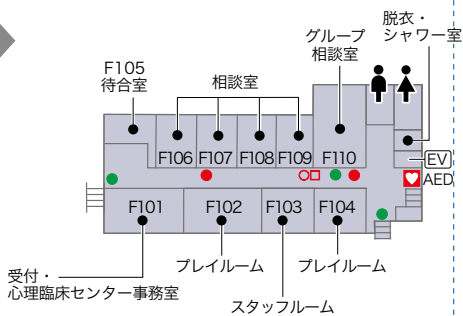 脱衣・
シャワー室
グループ
相談室
F105
待合室
相談室
F106
F107
F108
F109
F110
EV
AED
F101
F102
F103
F104
受付・
心理臨床センター事務室
プレイルーム
プレイルーム
スタッフルーム